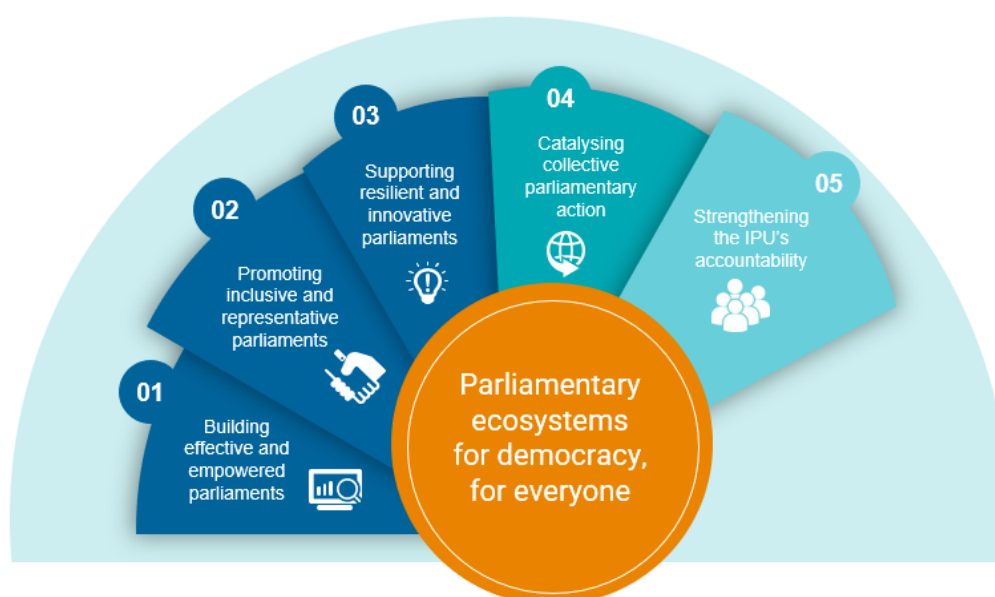 01
Building
effective and
empowered
parliaments
02
Promoting
inclusive and
representative
parliaments
03
Supporting
resilient and
innovative
parliaments
04
Catalysing
collective
parliamentary
action
05
Strengthening
the IPU's
accountability
Parliamentary
ecosystems
for democracy,
for everyone